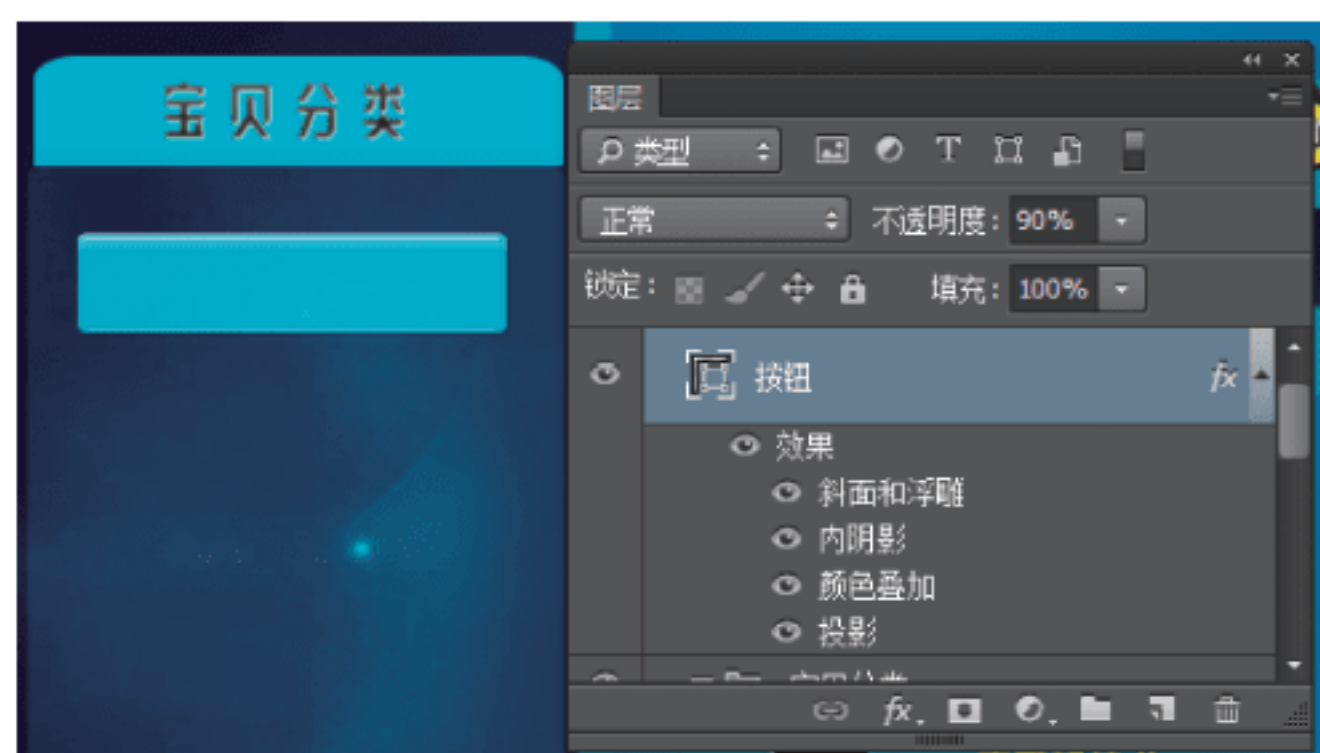 宝贝分类
图层
类型 T
正常 不透明度: 90%
锁定: 填充: 100%
按钮 fx
效果
斜面和浮雕
内阴影
颜色叠加
投影
fx.